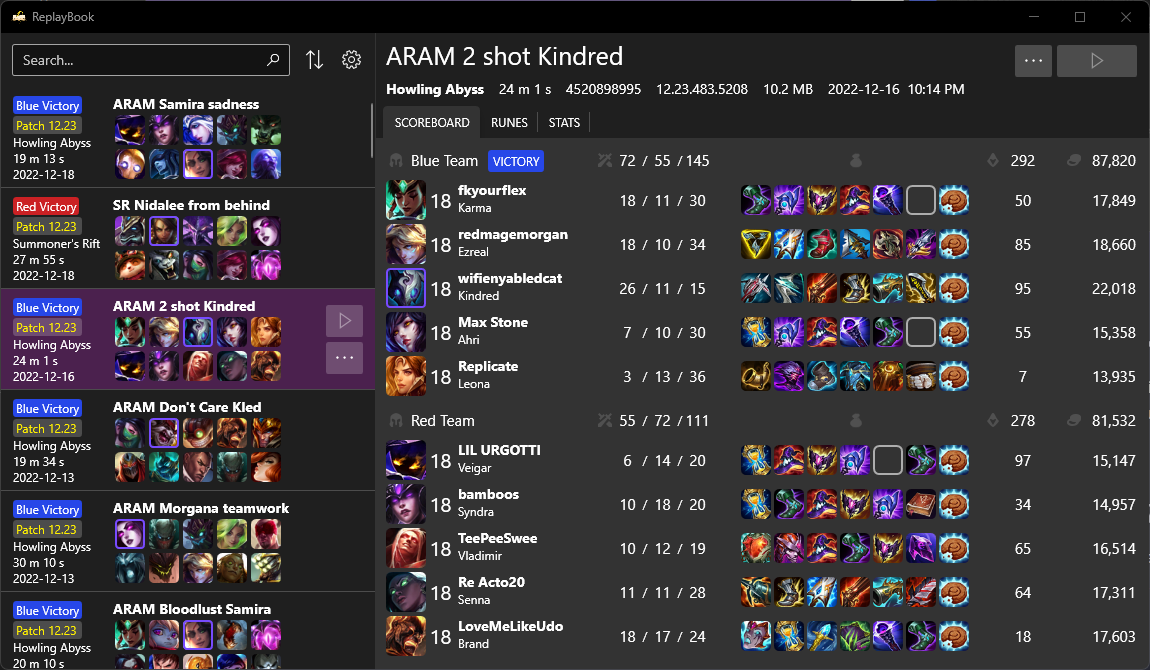 ReplayBook
Search...
Blue Victory
Patch 12.23
Howling Abyss
19 m 13 s
2022-12-18
ARAM Samira sadness
Red Victory
Patch 12.23
Summoner's Rift
27 m 55 s
2022-12-18
SR Nidalee from behind
Blue Victory
Patch 12.23
Howling Abyss
24 m 1 s
2022-12-16
ARAM 2 shot Kindred
Blue Victory
Patch 12.23
Howling Abyss
19 m 34 s
2022-12-13
ARAM Don't Care Kled
Blue Victory
Patch 12.23
Howling Abyss
30 m 10 s
2022-12-13
ARAM Morgana teamwork
Blue Victory
Patch 12.23
Howling Abyss
20 m 10 s
ARAM Bloodlust Samira
ARAM 2 shot Kindred
Howling Abyss 24 m 1 s 4520898995 12.23.483.5208 10.2 MB 2022-12-16 10:14 PM
SCOREBOARD RUNES STATS
Blue Team VICTORY 72 / 55 / 145 292 87,820
18 fkyourflex 18 / 11 / 30 50 17,849
Karma
18 redmagemorgan 18 / 10 / 34 85 18,660
Ezreal
18 wifienyabledcat 26 / 11 / 15 95 22,018
Kindred
18 Max Stone 7 / 10 / 30 55 15,358
Ahri
18 Replicate 3 / 13 / 36 7 13,935
Leona
Red Team 55 / 72 / 111 278 81,532
18 LIL URGOTTI 6 / 14 / 20 97 15,147
Veigar
18 bamboos 10 / 18 / 20 34 14,957
Syndra
18 TeePeeSwee 10 / 12 / 19 65 16,514
Vladimir
18 Re Acto20 11 / 11 / 28 64 17,311
Senna
18 LoveMeLikeUdo 18 / 17 / 24 18 17,603
Brand